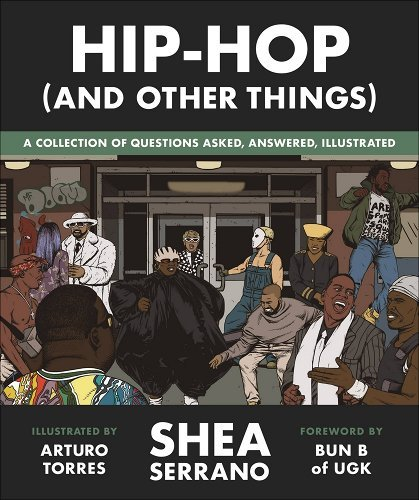 HIP-HOP
(AND OTHER THINGS)
A COLLECTION OF QUESTIONS ASKED, ANSWERED, ILLUSTRATED
ILLUSTRATED BY
ARTURO
TORRES
SHEA
SERRANO
FOREWORD BY
BUN B
of UGK